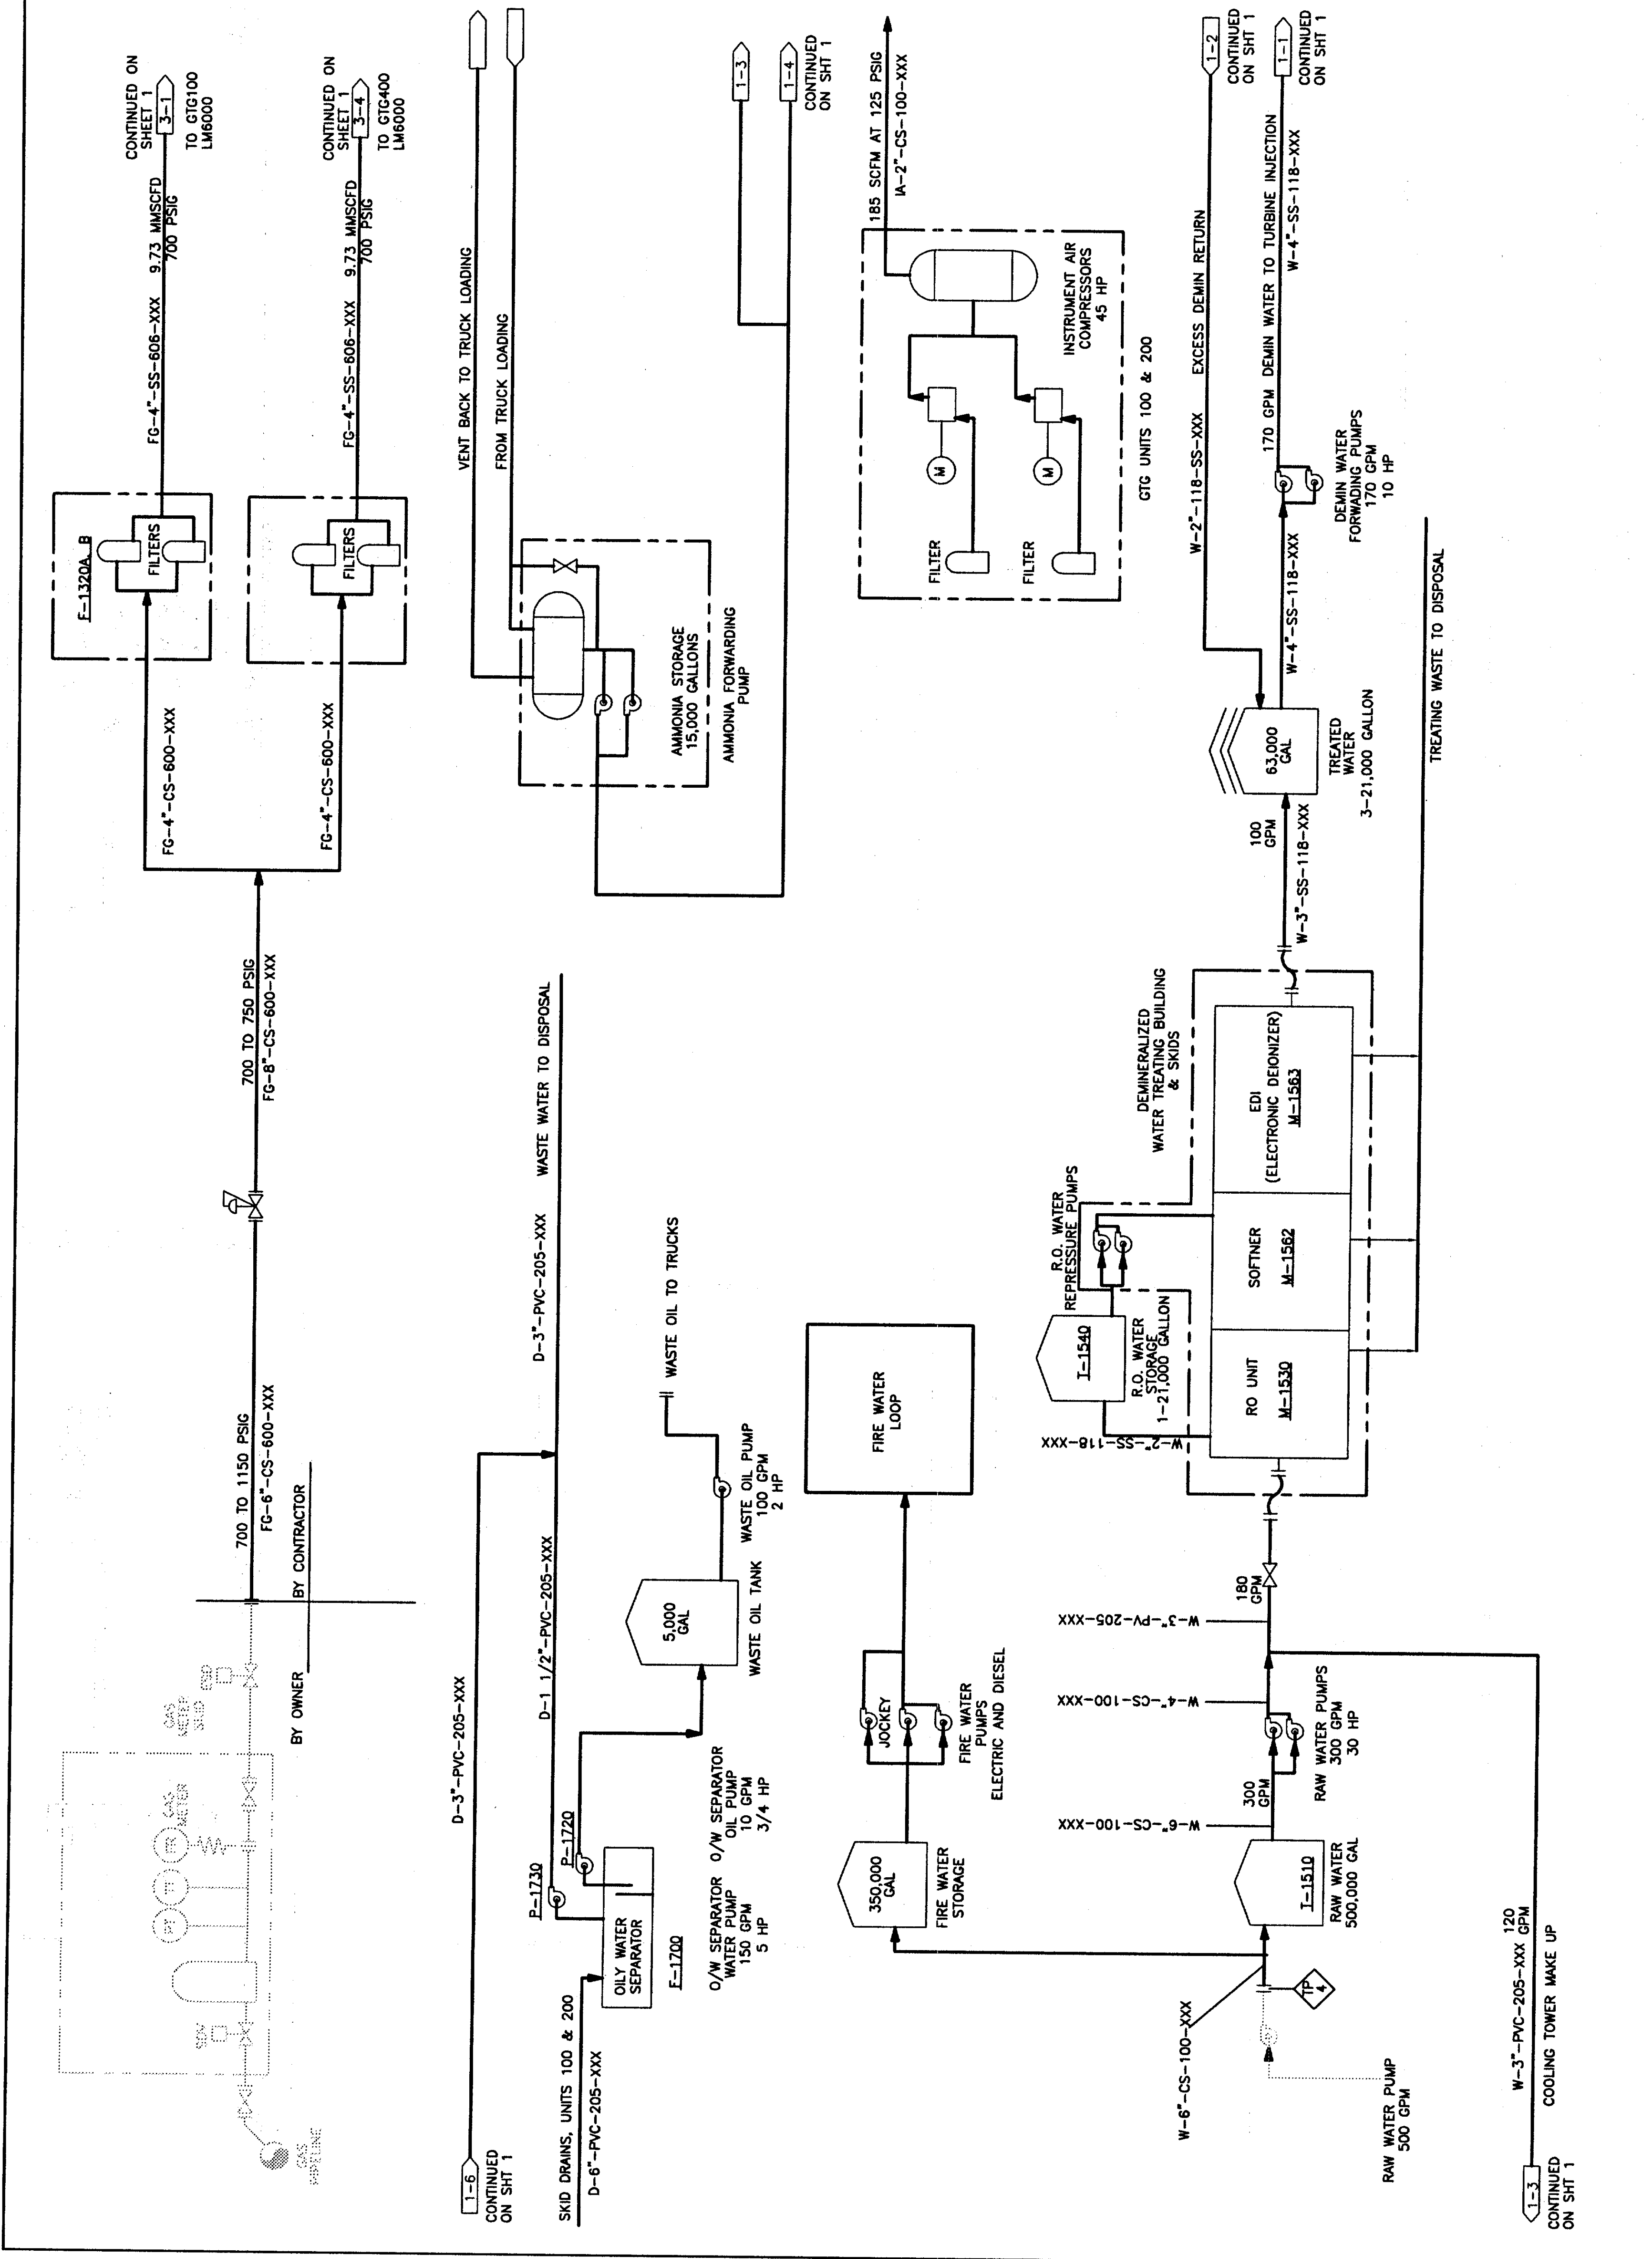 GAS
PIPELINE
SDV
PT
TI
FX
GAS
METER
GAS
METER
SKID
BY OWNER
BY CONTRACTOR
700 TO 1150 PSIG
FG-6"-CS-600-XXX
700 TO 750 PSIG
FG-8"-CS-600-XXX
FG-4"-CS-600-XXX
F-1320A, B
FILTERS
FG-4"-SS-606-XXX
9.73 MMSCFD
700 PSIG
CONTINUED ON
SHEET 1
3-1
TO GTG100
LM6000
FG-4"-CS-600-XXX
FILTERS
FG-4"-SS-606-XXX
9.73 MMSCFD
700 PSIG
CONTINUED ON
SHEET 1
3-4
TO GTG400
LM6000
1-6
CONTINUED
ON SHT 1
D-3"-PVC-205-XXX
D-1 1/2"-PVC-205-XXX
D-3"-PVC-205-XXX
WASTE WATER TO DISPOSAL
SKID DRAINS, UNITS 100 & 200
D-6"-PVC-205-XXX
OILY WATER
SEPARATOR
F-1700
P-1730
P-1720
O/W SEPARATOR
WATER PUMP
150 GPM
5 HP
O/W SEPARATOR
OIL PUMP
10 GPM
3/4 HP
5,000
GAL
WASTE OIL TANK
WASTE OIL PUMP
100 GPM
2 HP
WASTE OIL TO TRUCKS
VENT BACK TO TRUCK LOADING
FROM TRUCK LOADING
AMMONIA STORAGE
15,000 GALLONS
AMMONIA FORWARDING
PUMP
1-3
1-4
CONTINUED
ON SHT 1
350,000
GAL
FIRE WATER
STORAGE
JOCKEY
FIRE WATER
PUMPS
ELECTRIC AND DIESEL
FIRE WATER
LOOP
FILTER
FILTER
M
M
INSTRUMENT AIR
COMPRESSORS
45 HP
GTG UNITS 100 & 200
185 SCFM AT 125 PSIG
IA-2"-CS-100-XXX
RAW WATER PUMP
500 GPM
W-6"-CS-100-XXX
TP
4
T-1510
RAW WATER
500,000 GAL
W-6"-CS-100-XXX
300
GPM
RAW WATER PUMPS
300 GPM
30 HP
W-4"-CS-100-XXX
W-3"-PV-205-XXX
180
GPM
W-2"-SS-118-XXX
T-1540
R.O. WATER
STORAGE
1-21,000 GALLON
R.O. WATER
REPRESSURE PUMPS
DEMINERALIZED
WATER TREATING BUILDING
& SKIDS
RO UNIT
M-1530
SOFTNER
M-1562
EDI
(ELECTRONIC DEIONIZER)
M-1563
W-3"-SS-118-XXX
100
GPM
63,000
GAL
TREATED
WATER
3-21,000 GALLON
W-2"-118-SS-XXX
EXCESS DEMIN RETURN
1-2
CONTINUED
ON SHT 1
W-4"-SS-118-XXX
DEMIN WATER
FORWADING PUMPS
170 GPM
10 HP
170 GPM DEMIN WATER TO TURBINE INJECTION
W-4"-SS-118-XXX
1-1
CONTINUED
ON SHT 1
TREATING WASTE TO DISPOSAL
1-3
CONTINUED
ON SHT 1
W-3"-PVC-205-XXX
120
GPM
COOLING TOWER MAKE UP